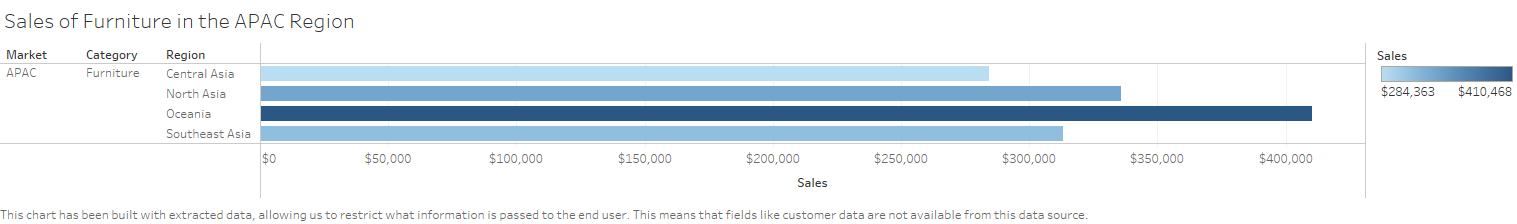 Sales of Furniture in the APAC Region
Market Category Region
APAC Furniture Central Asia
North Asia
Oceania
Southeast Asia
$0 $50,000 $100,000 $150,000 $200,000 $250,000 $300,000 $350,000 $400,000
Sales
Sales
$284,363 $410,468
This chart has been built with extracted data, allowing us to restrict what information is passed to the end user. This means that fields like customer data are not available from this data source.